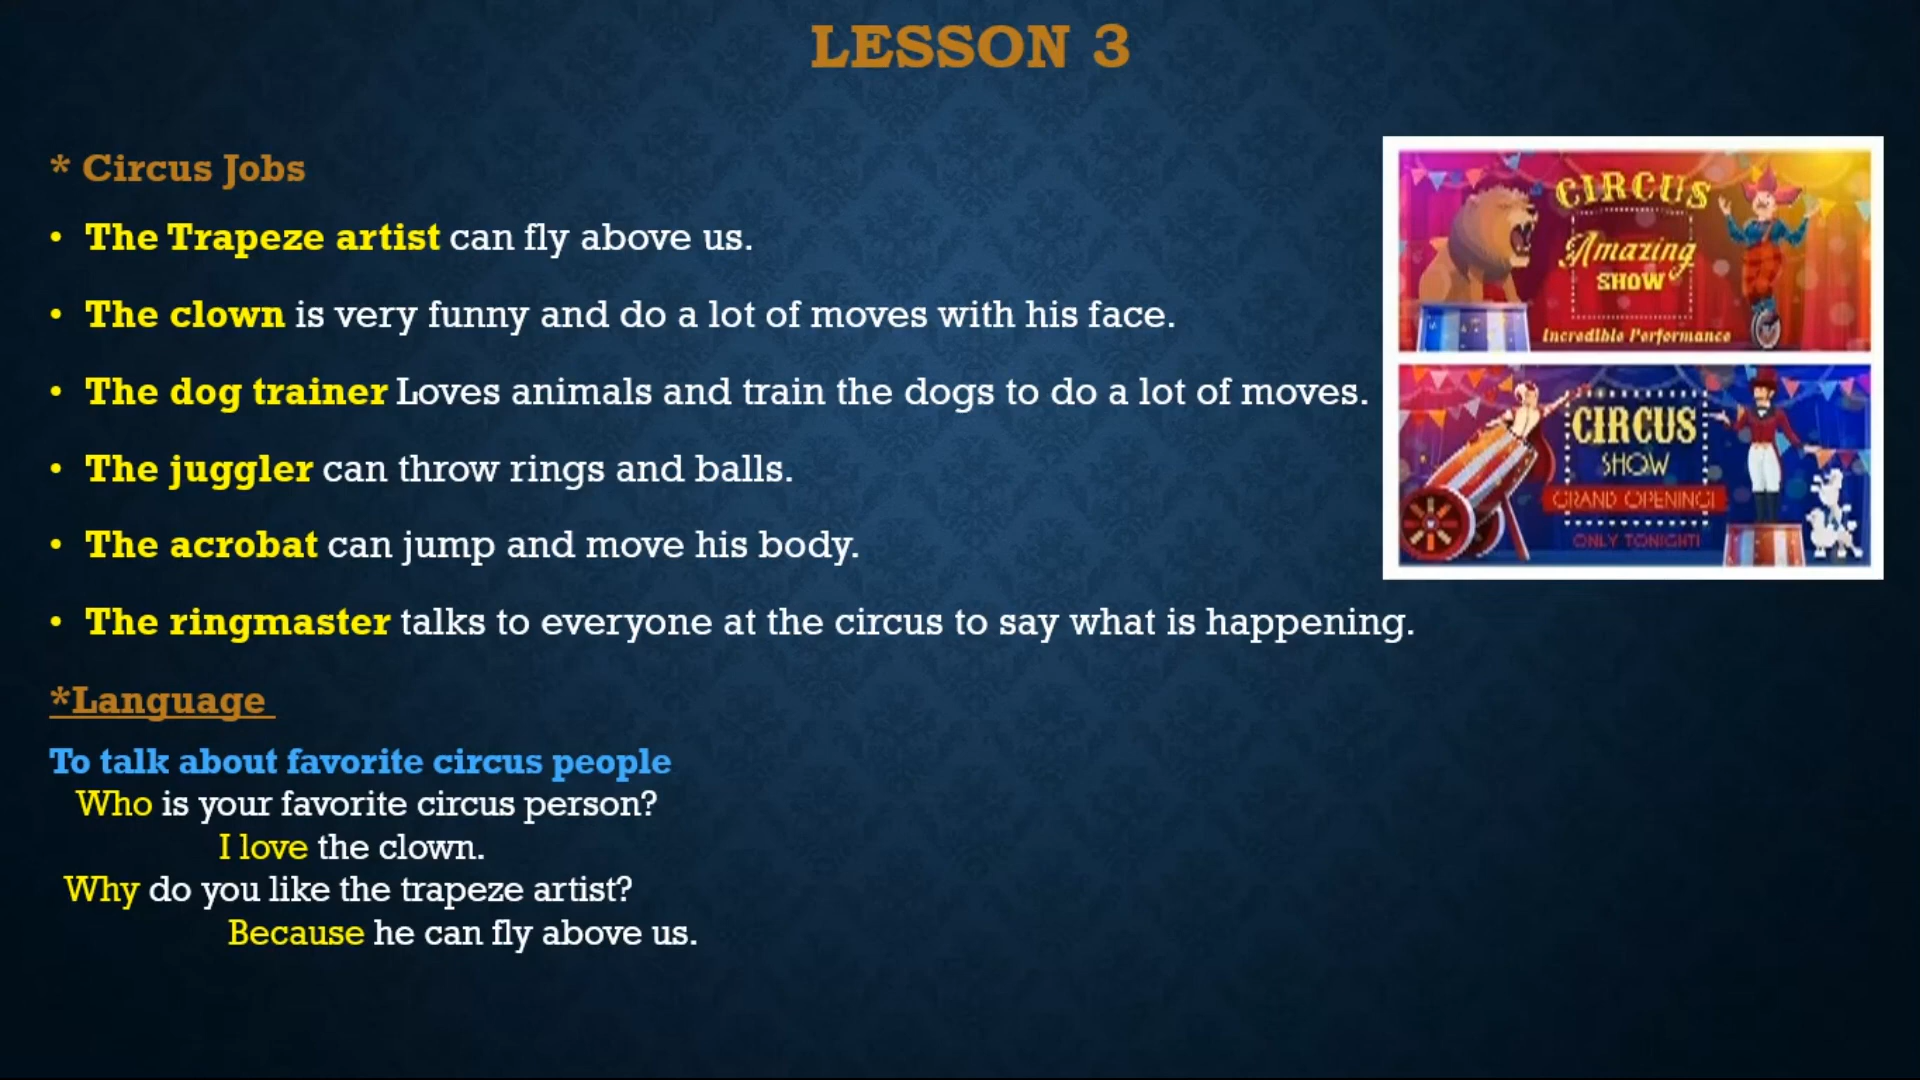 LESSON 3
* Circus Jobs
• The Trapeze artist can fly above us.
• The clown is very funny and do a lot of moves with his face.
• The dog trainer Loves animals and train the dogs to do a lot of moves.
• The juggler can throw rings and balls.
• The acrobat can jump and move his body.
• The ringmaster talks to everyone at the circus to say what is happening.
*Language
To talk about favorite circus people
Who is your favorite circus person?
I love the clown.
Why do you like the trapeze artist?
Because he can fly above us.
CIRCUS
Amazing
SHOW
Incredible Performance
CIRCUS
SHOW
GRAND OPENING!
ONLY TONIGHT!